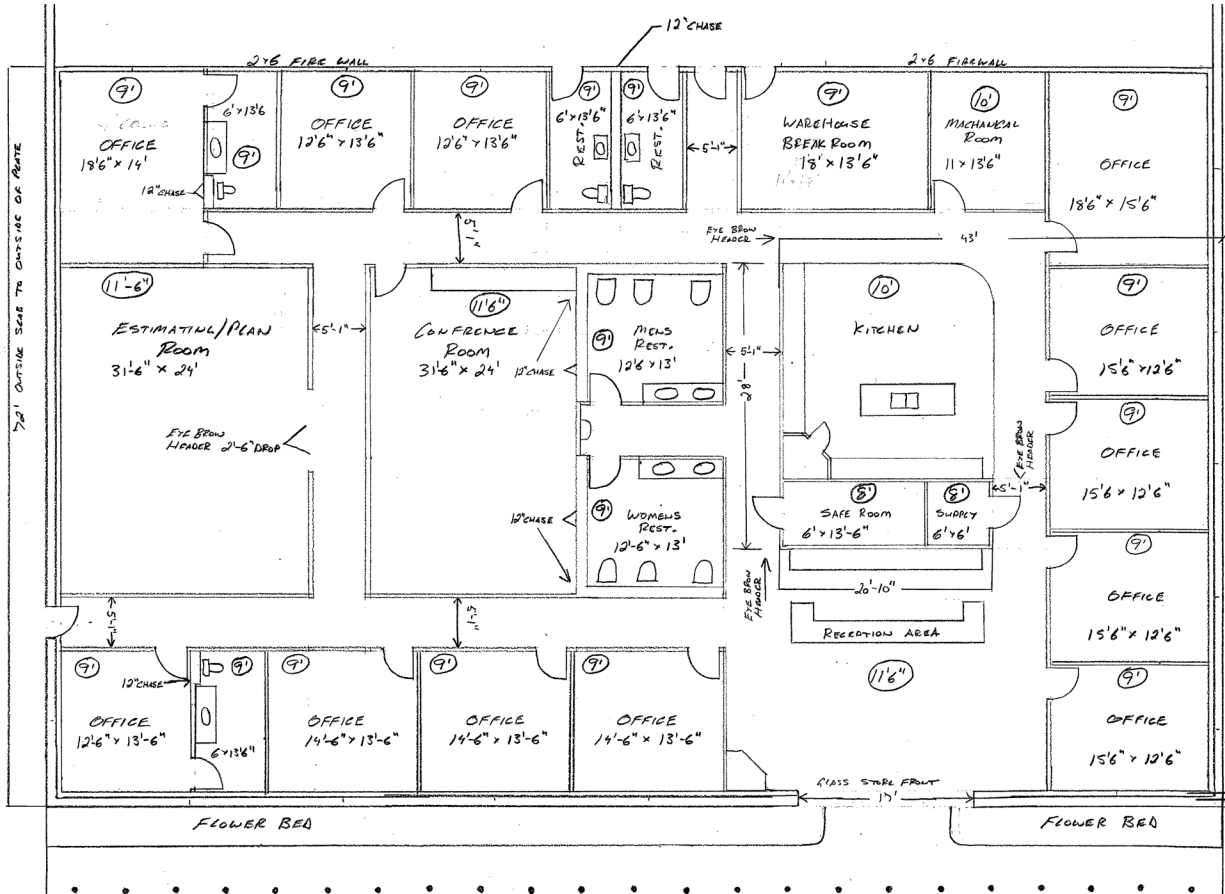 12" CHASE
2x6 FIRE WALL
2x6 FIREWALL
9'
OFFICE
18'6" x 14'
6'x13'6
9'
12" CHASE
9'
OFFICE
12'6" x 13'6
9'
OFFICE
12'6" x 13'6
9'
6'x13'6"
REST.
9'
6'x13'6"
REST.
5'-1"
9'
WAREHOUSE
BREAK ROOM
18' x 13'6"
10'
MACHANICAL
ROOM
11 x 13'6"
9'
OFFICE
18'6" x 15'6"
72' OUTSIDE SLAB TO OUTSIDE OF PLATE
5'-1"
EYE BROW
HEADER
43'
11'-6"
ESTIMATING/PLAN
ROOM
31'-6" x 24'
5'-1"
EYE BROW
HEADER 2'-6" DROP
11'6"
CONFRENCE
ROOM
31'-6" x 24'
12" CHASE
9'
MENS
REST.
12'6 x 13'
5'-1"
28'
10'
KITCHEN
9'
OFFICE
15'6" x 12'6"
9'
OFFICE
15'6 x 12'6"
EYE BROW
HEADER
5'-1"
12" CHASE
9'
WOMENS
REST.
12'-6" x 13'
8'
SAFE ROOM
6' x 13'-6"
8'
SUPPLY
6'x6'
EYE BROW
HEADER
20'-10"
RECEPTION AREA
9'
OFFICE
15'6" x 12'6"
5'-1"
5'-1"
9'
OFFICE
12'-6" x 13'-6"
12" CHASE
9'
6x13'6"
9'
OFFICE
14'-6" x 13'-6"
9'
OFFICE
14'-6" x 13'-6"
9'
OFFICE
14'-6" x 13'-6"
11'6"
9'
OFFICE
15'6" x 12'6"
GLASS STORE FRONT
FLOWER BED
FLOWER BED